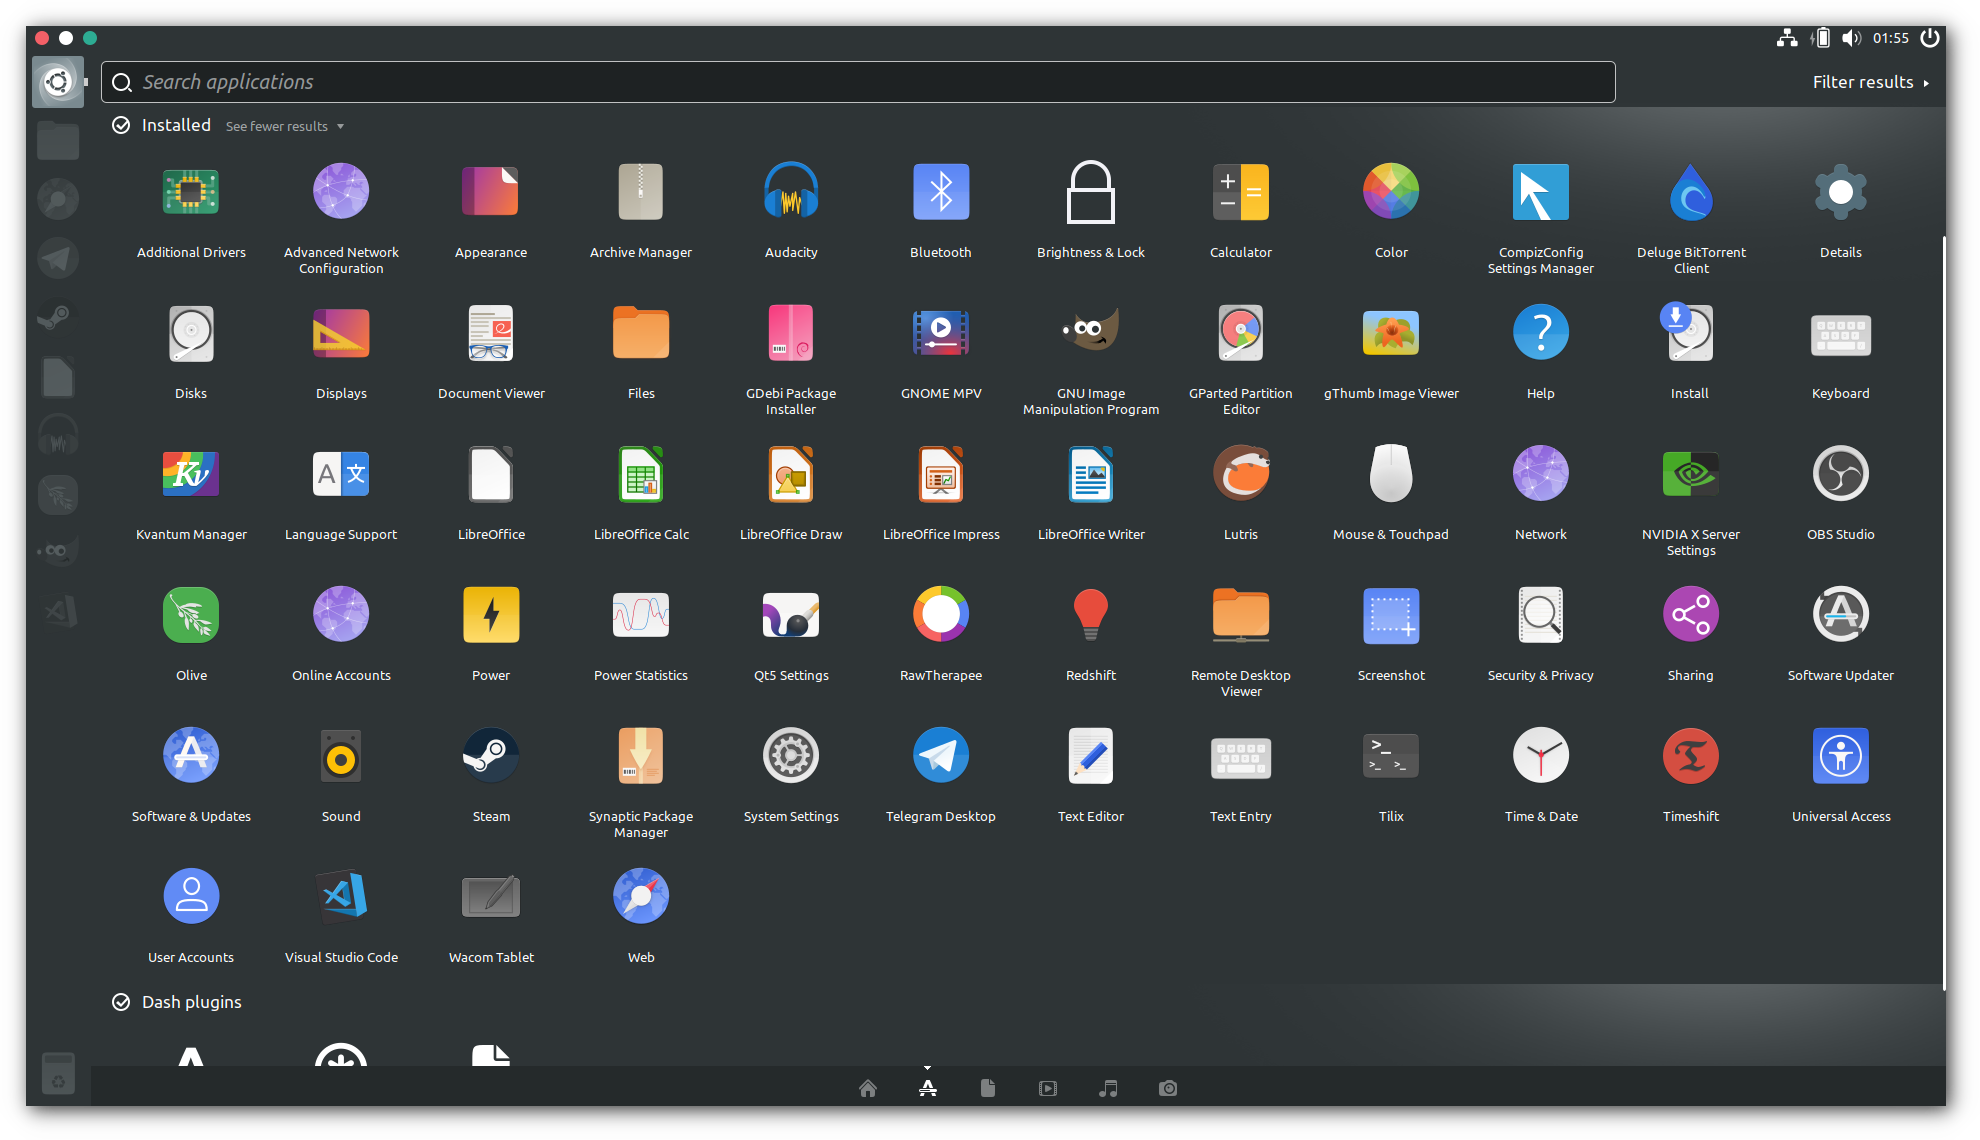 01:55
Search applications
Filter results
Installed See fewer results
Additional Drivers
Advanced Network
Configuration
Appearance
Archive Manager
Audacity
Bluetooth
Brightness & Lock
Calculator
Color
CompizConfig
Settings Manager
Deluge BitTorrent
Client
Details
Disks
Displays
Document Viewer
Files
GDebi Package
Installer
GNOME MPV
GNU Image
Manipulation Program
GParted Partition
Editor
gThumb Image Viewer
Help
Install
Keyboard
Kv
A 文
Kvantum Manager
Language Support
LibreOffice
LibreOffice Calc
LibreOffice Draw
LibreOffice Impress
LibreOffice Writer
Lutris
Mouse & Touchpad
Network
NVIDIA X Server
Settings
OBS Studio
Olive
Online Accounts
Power
Power Statistics
Qt5 Settings
RawTherapee
Redshift
Remote Desktop
Viewer
Screenshot
Security & Privacy
Sharing
Software Updater
Software & Updates
Sound
Steam
Synaptic Package
Manager
System Settings
Telegram Desktop
Text Editor
Text Entry
Tilix
Time & Date
Timeshift
Universal Access
User Accounts
Visual Studio Code
Wacom Tablet
Web
Dash plugins